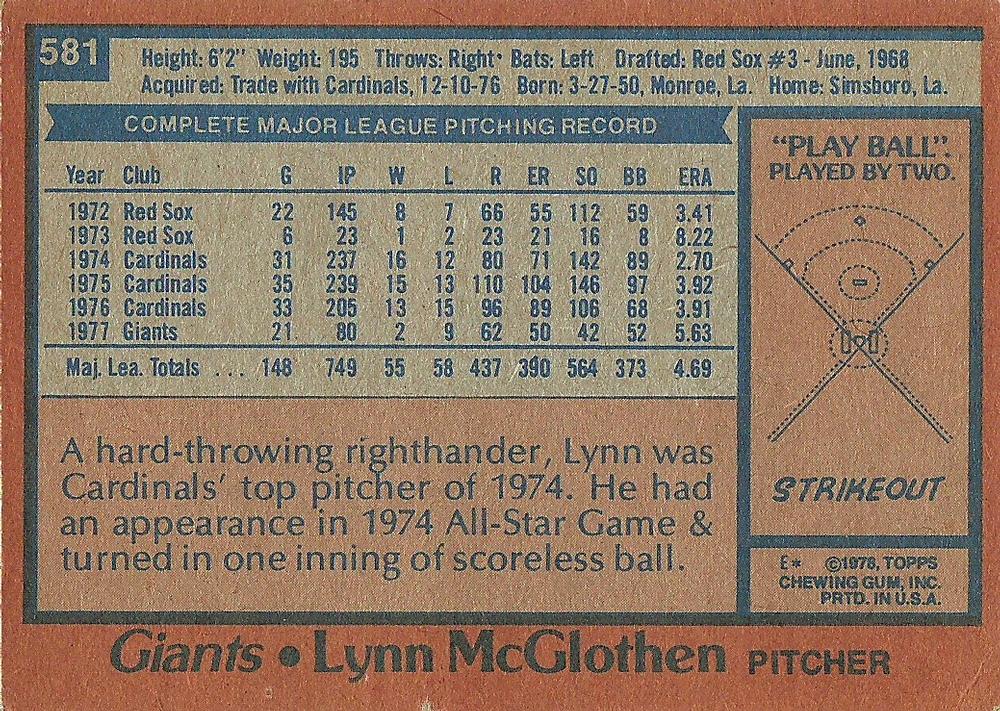 581
Height: 6'2" Weight: 195 Throws: Right• Bats: Left Drafted: Red Sox #3 - June, 1968
Acquired: Trade with Cardinals, 12-10-76 Born: 3-27-50, Monroe, La. Home: Simsboro, La.
COMPLETE MAJOR LEAGUE PITCHING RECORD
Year Club G IP W L R ER SO BB ERA
1972 Red Sox 22 145 8 7 66 55 112 59 3.41
1973 Red Sox 6 23 1 2 23 21 16 8 8.22
1974 Cardinals 31 237 16 12 80 71 142 89 2.70
1975 Cardinals 35 239 15 13 110 104 146 97 3.92
1976 Cardinals 33 205 13 15 96 89 106 68 3.91
1977 Giants 21 80 2 9 62 50 42 52 5.63
Maj. Lea. Totals ... 148 749 55 58 437 390 564 373 4.69
A hard-throwing righthander, Lynn was
Cardinals' top pitcher of 1974. He had
an appearance in 1974 All-Star Game &
turned in one inning of scoreless ball.
"PLAY BALL".
PLAYED BY TWO.
STRIKEOUT
E* ©1978, TOPPS
CHEWING GUM, INC.
PRTD. IN U.S.A.
Giants • Lynn McGlothen PITCHER